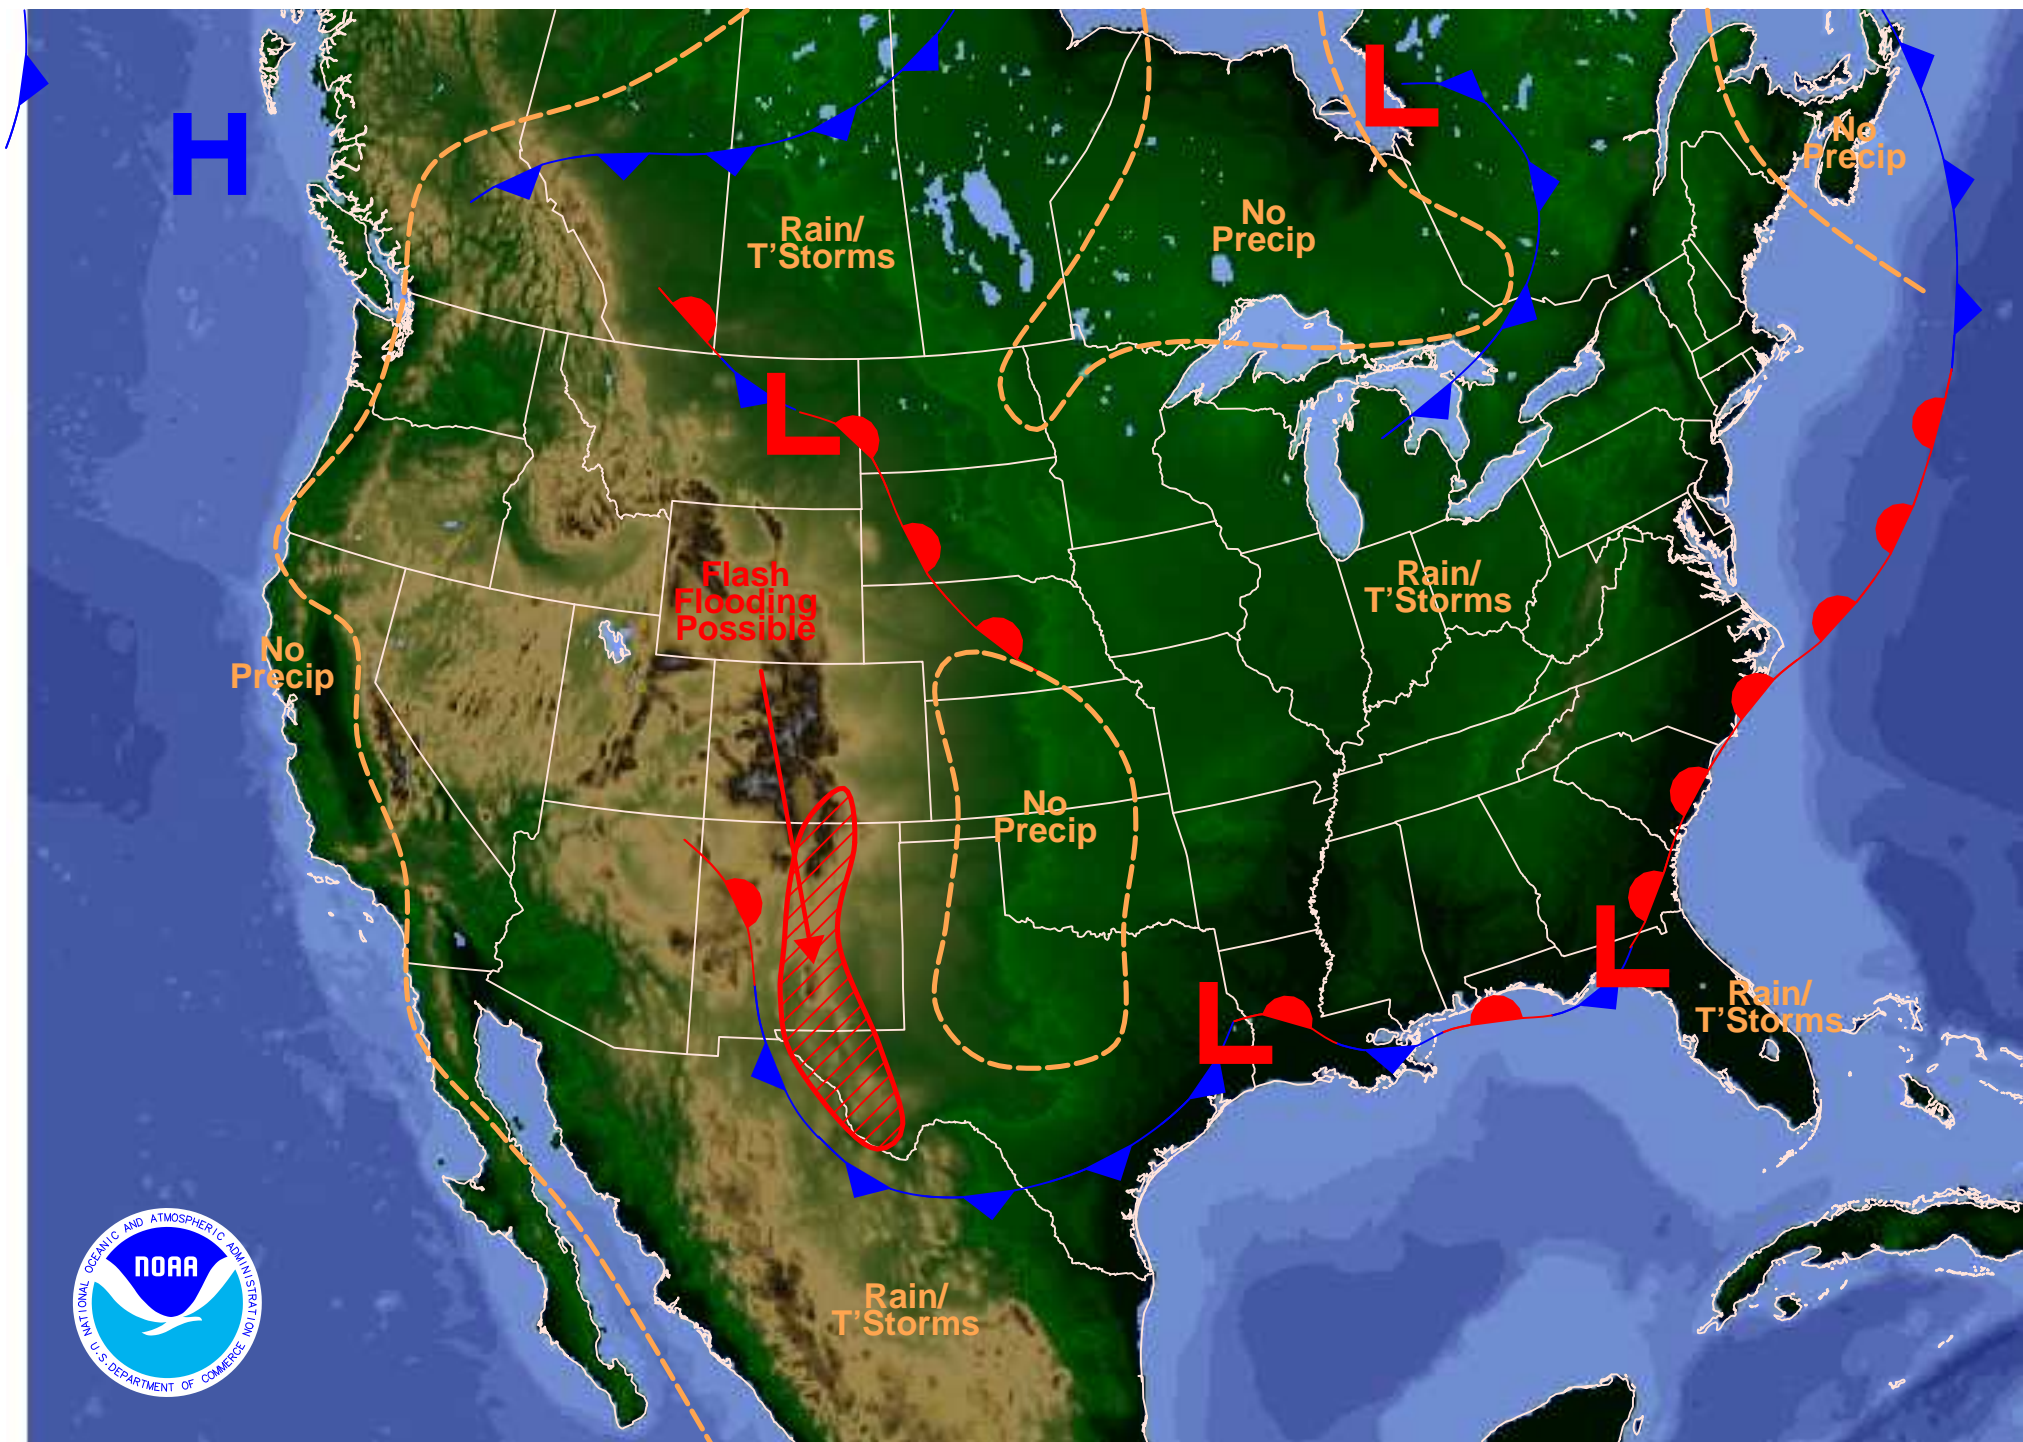 H
L
No
Precip
No
Precip
Rain/
T'Storms
L
Flash
Flooding
Possible
Rain/
T'Storms
No
Precip
No
Precip
L
L
Rain/
T'Storms
Rain/
T'Storms
NATIONAL OCEANIC AND ATMOSPHERIC ADMINISTRATION
NOAA
U.S. DEPARTMENT OF COMMERCE